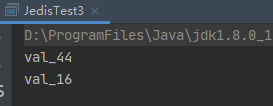 JedisTest3
D:\ProgramFiles\Java\jdk1.8.0_1
val_44
val_16